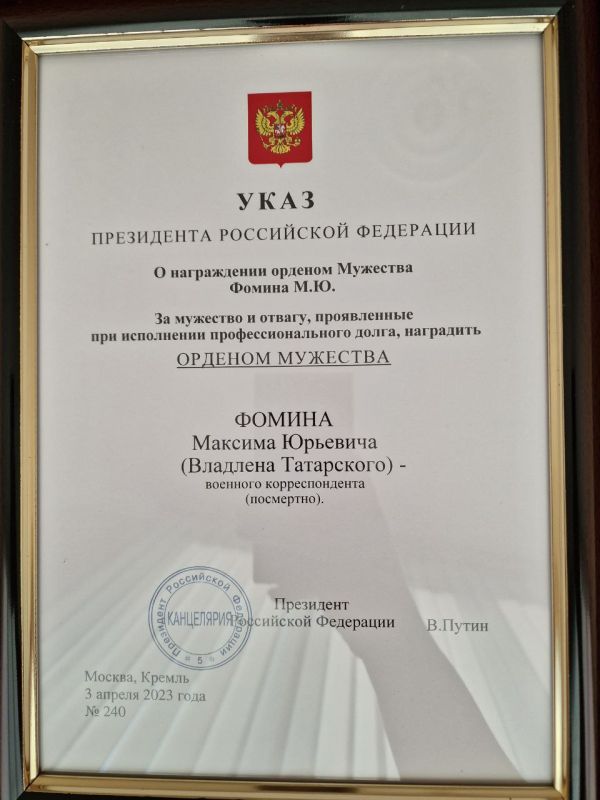 УКАЗ
ПРЕЗИДЕНТА РОССИЙСКОЙ ФЕДЕРАЦИИ
О награждении орденом Мужества
Фомина М.Ю.
За мужество и отвагу, проявленные
при исполнении профессионального долга, наградить
ОРДЕНОМ МУЖЕСТВА
ФОМИНА
Максима Юрьевича
(Владлена Татарского) -
военного корреспондента
(посмертно).
Президент
Российской Федерации В.Путин
Президент Российской Федерации
КАНЦЕЛЯРИЯ
5
Москва, Кремль
3 апреля 2023 года
№ 240